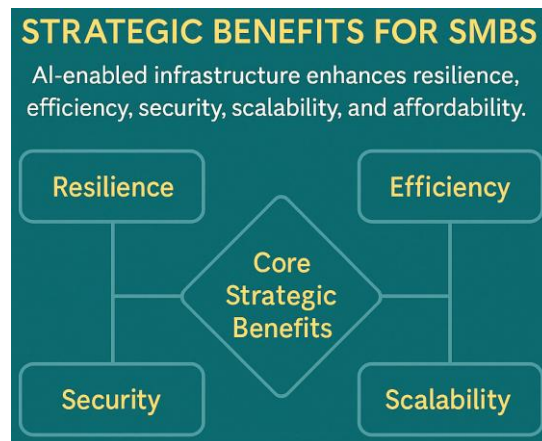 STRATEGIC BENEFITS FOR SMBS
AI-enabled infrastructure enhances resilience,
efficiency, security, scalability, and affordability.
Resilience
Efficiency
Core
Strategic
Benefits
Security
Scalability